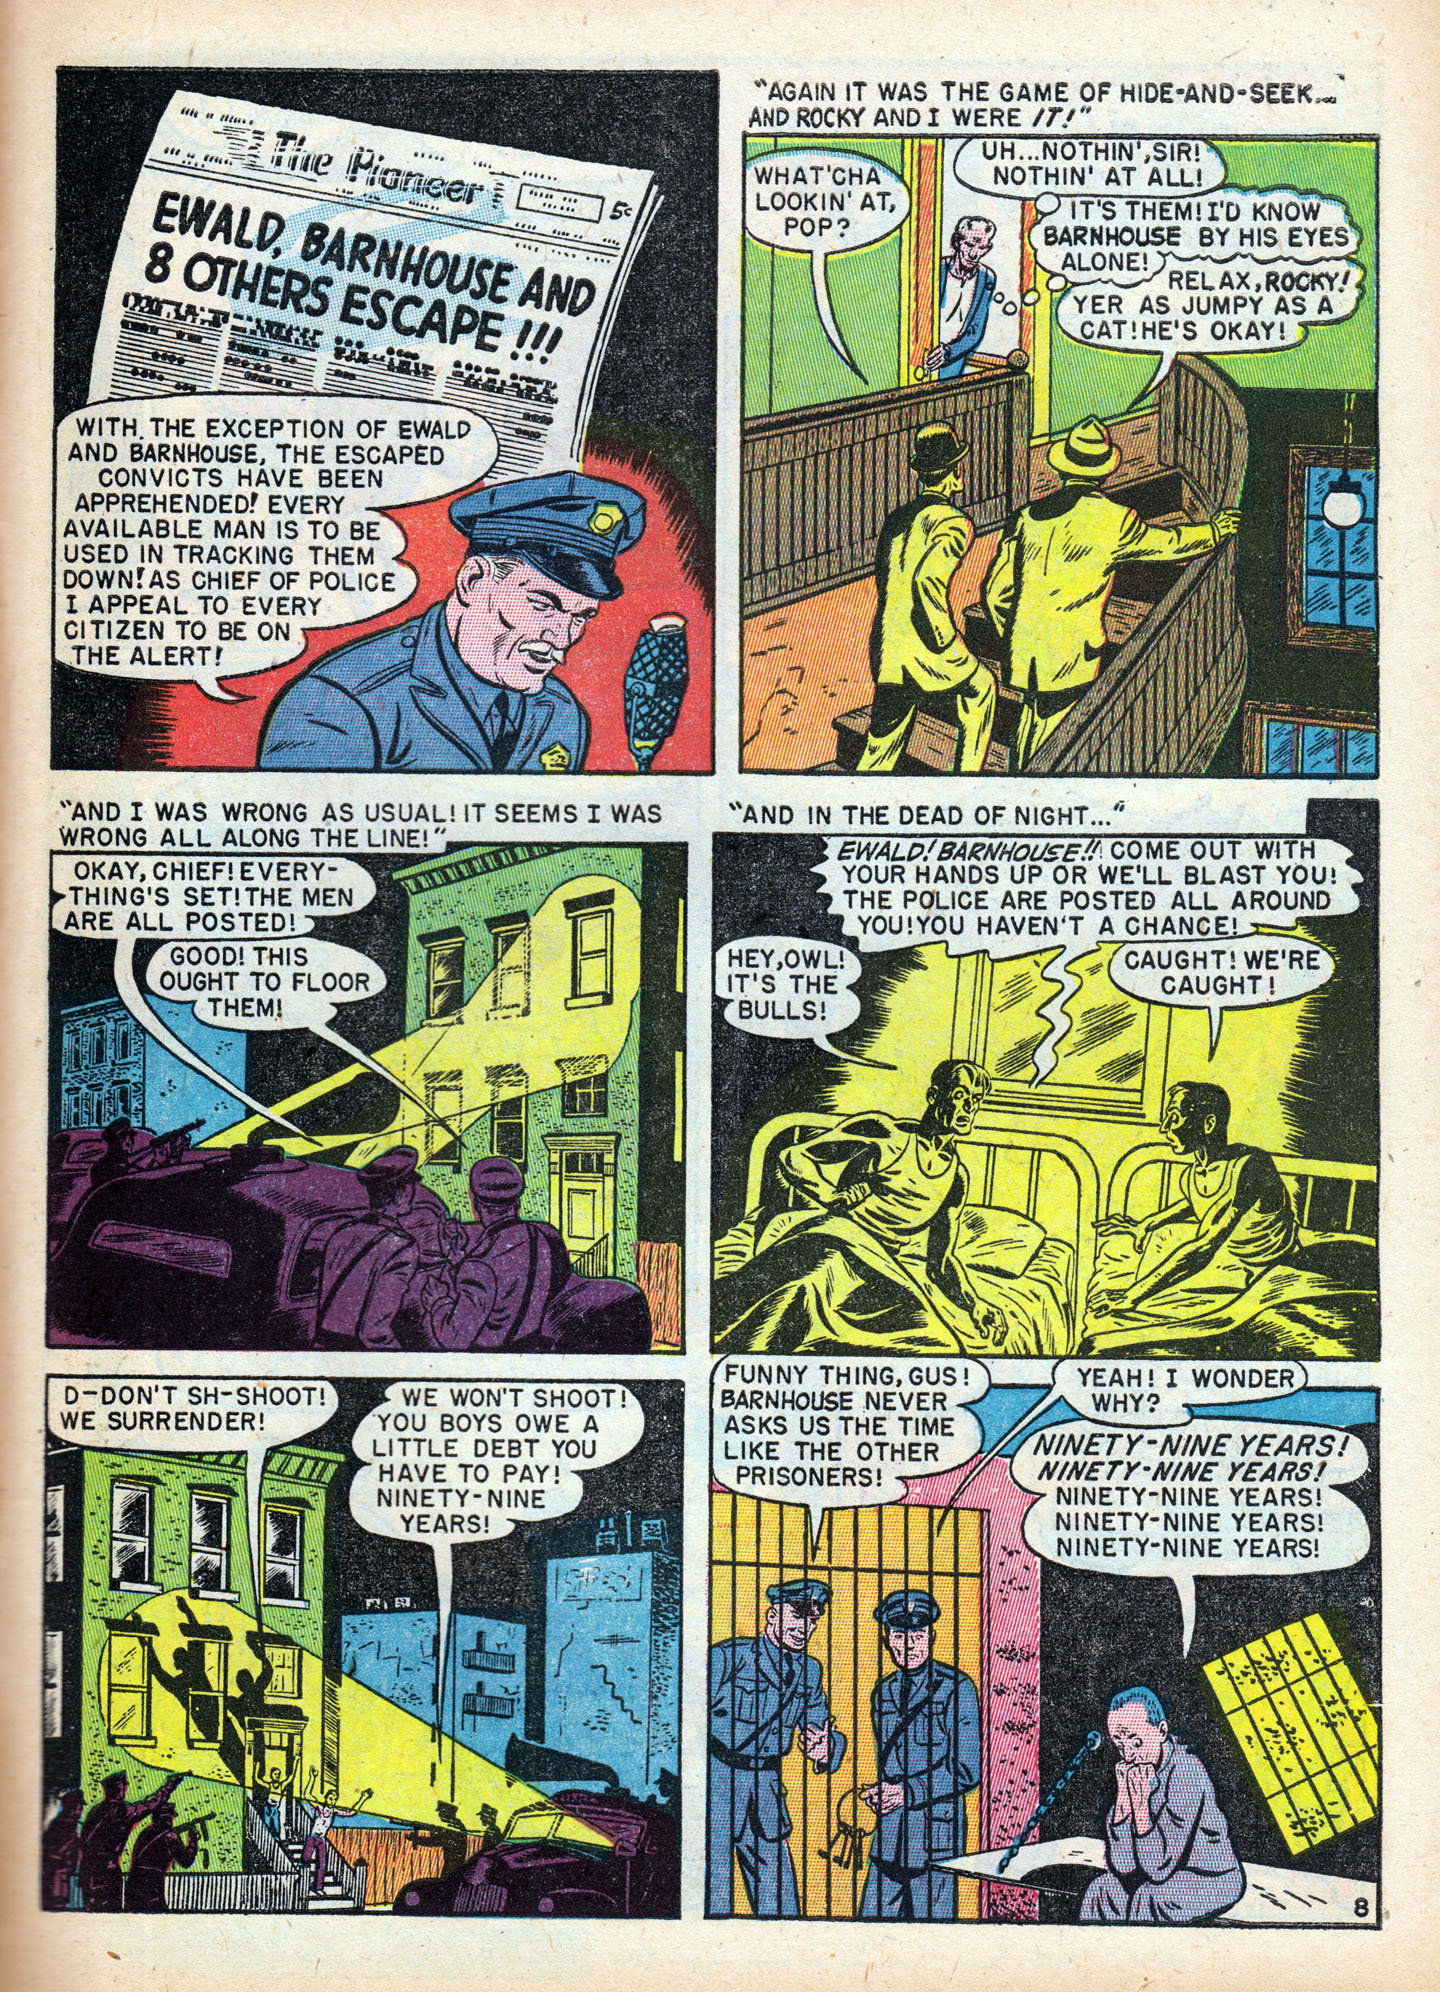 The Pioneer
5¢
EWALD, BARNHOUSE AND
8 OTHERS ESCAPE!!!
WITH THE EXCEPTION OF EWALD
AND BARNHOUSE, THE ESCAPED
CONVICTS HAVE BEEN
APPREHENDED! EVERY
AVAILABLE MAN IS TO BE
USED IN TRACKING THEM
DOWN! AS CHIEF OF POLICE
I APPEAL TO EVERY
CITIZEN TO BE ON
THE ALERT!
"AGAIN IT WAS THE GAME OF HIDE-AND-SEEK...
AND ROCKY AND I WERE IT!"
WHAT'CHA
LOOKIN' AT,
POP?
UH...NOTHIN', SIR!
NOTHIN' AT ALL!
IT'S THEM! I'D KNOW
BARNHOUSE BY HIS EYES
ALONE!
RELAX, ROCKY!
YER AS JUMPY AS A
CAT! HE'S OKAY!
"AND I WAS WRONG AS USUAL! IT SEEMS I WAS
WRONG ALL ALONG THE LINE!"
OKAY, CHIEF! EVERY-
THING'S SET! THE MEN
ARE ALL POSTED!
GOOD! THIS
OUGHT TO FLOOR
THEM!
"AND IN THE DEAD OF NIGHT..."
EWALD! BARNHOUSE!! COME OUT WITH
YOUR HANDS UP OR WE'LL BLAST YOU!
THE POLICE ARE POSTED ALL AROUND
YOU! YOU HAVEN'T A CHANCE!
HEY, OWL!
IT'S THE
BULLS!
CAUGHT! WE'RE
CAUGHT!
D-DON'T SH-SHOOT!
WE SURRENDER!
WE WON'T SHOOT!
YOU BOYS OWE A
LITTLE DEBT YOU
HAVE TO PAY!
NINETY-NINE
YEARS!
FUNNY THING, GUS!
BARNHOUSE NEVER
ASKS US THE TIME
LIKE THE OTHER
PRISONERS!
YEAH! I WONDER
WHY?
NINETY-NINE YEARS!
NINETY-NINE YEARS!
NINETY-NINE YEARS!
NINETY-NINE YEARS!
NINETY-NINE YEARS!
8